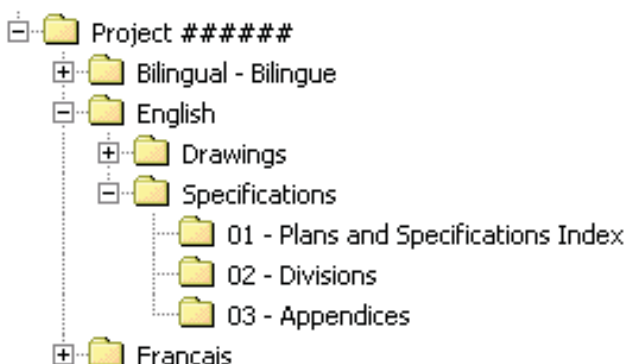 Project ######
Bilingual - Bilingue
English
Drawings
Specifications
01 - Plans and Specifications Index
02 - Divisions
03 - Appendices
Francais